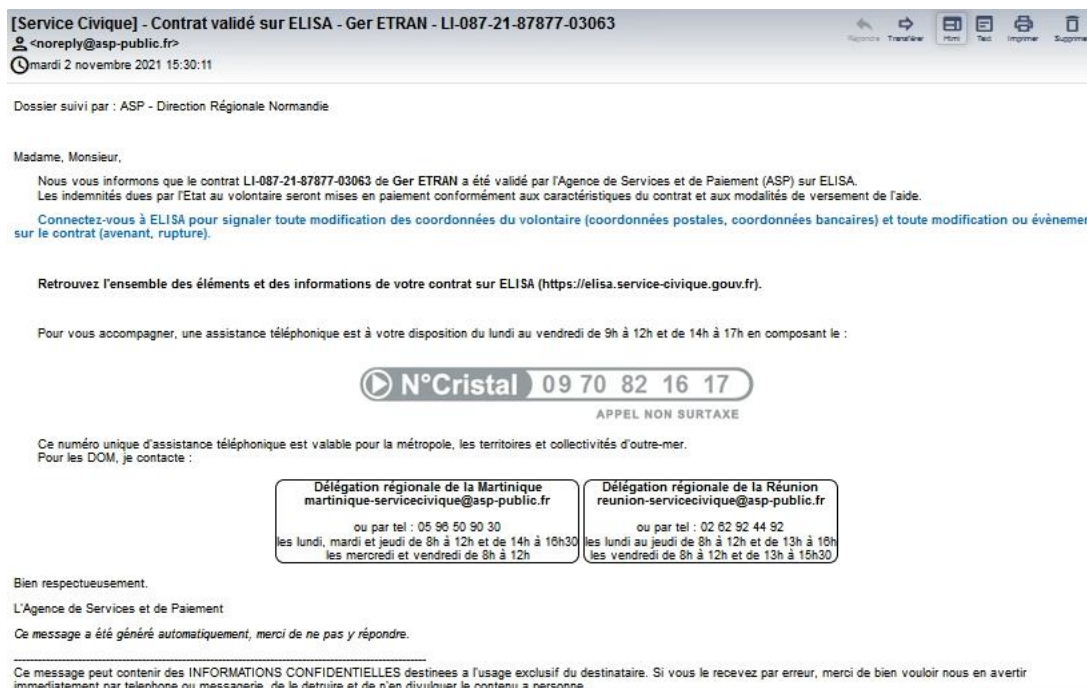 [Service Civique] - Contrat validé sur ELISA - Ger ETRAN - LI-087-21-87877-03063
<noreply@asp-public.fr>
mardi 2 novembre 2021 15:30:11
Répondre Transférer Html Text Imprimer Supprimer
Dossier suivi par : ASP - Direction Régionale Normandie
Madame, Monsieur,
Nous vous informons que le contrat LI-087-21-87877-03063 de Ger ETRAN a été validé par l'Agence de Services et de Paiement (ASP) sur ELISA.
Les indemnités dues par l'Etat au volontaire seront mises en paiement conformément aux caractéristiques du contrat et aux modalités de versement de l'aide.
Connectez-vous à ELISA pour signaler toute modification des coordonnées du volontaire (coordonnées postales, coordonnées bancaires) et toute modification ou évènemen
sur le contrat (avenant, rupture).
Retrouvez l'ensemble des éléments et des informations de votre contrat sur ELISA (https://elisa.service-civique.gouv.fr).
Pour vous accompagner, une assistance téléphonique est à votre disposition du lundi au vendredi de 9h à 12h et de 14h à 17h en composant le :
N°Cristal 09 70 82 16 17
APPEL NON SURTAXE
Ce numéro unique d'assistance téléphonique est valable pour la métropole, les territoires et collectivités d'outre-mer.
Pour les DOM, je contacte :
Délégation régionale de la Martinique
martinique-servicecivique@asp-public.fr
ou par tel : 05 96 50 90 30
les lundi, mardi et jeudi de 8h à 12h et de 14h à 16h30
les mercredi et vendredi de 8h à 12h
Délégation régionale de la Réunion
reunion-servicecivique@asp-public.fr
ou par tel : 02 62 92 44 92
les lundi au jeudi de 8h à 12h et de 13h à 16h
les vendredi de 8h à 12h et de 13h à 15h30
Bien respectueusement.
L'Agence de Services et de Paiement
Ce message a été généré automatiquement, merci de ne pas y répondre.
Ce message peut contenir des INFORMATIONS CONFIDENTIELLES destinees a l'usage exclusif du destinataire. Si vous le recevez par erreur, merci de bien vouloir nous en avertir
immediatement par telephone ou messagerie, de le detruire et de n'en divulguer le contenu a personne.